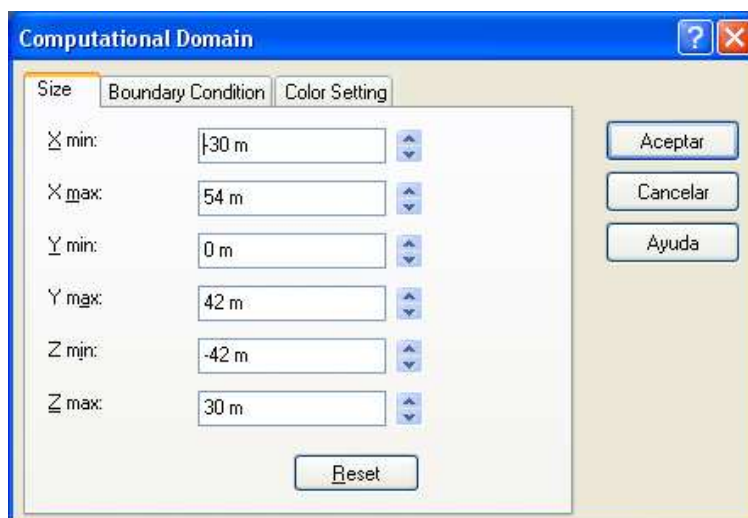 Computational Domain
Size Boundary Condition Color Setting
X min: -30 m
X max: 54 m
Y min: 0 m
Y max: 42 m
Z min: -42 m
Z max: 30 m
Reset
Aceptar
Cancelar
Ayuda